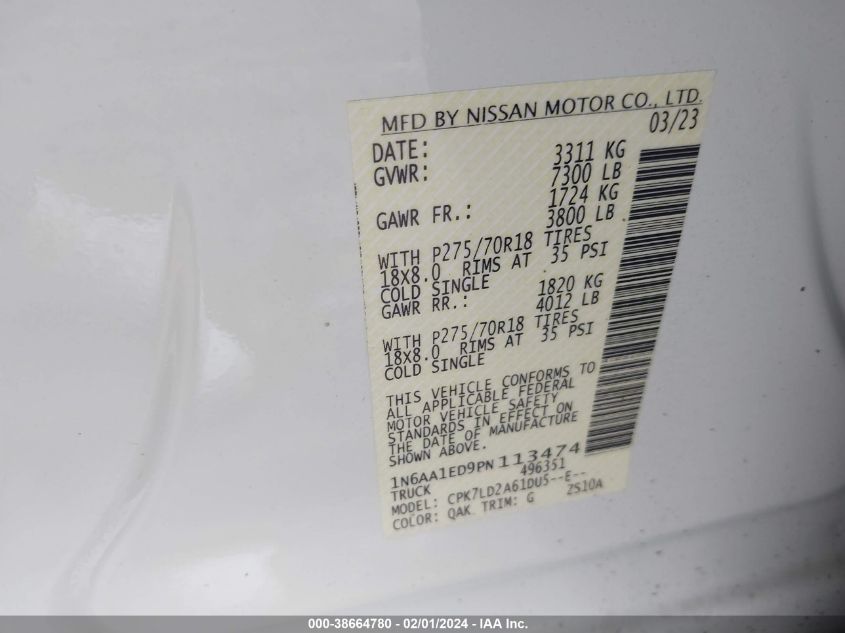 MFD BY NISSAN MOTOR CO., LTD.
DATE: 03/23
GVWR: 3311 KG
7300 LB
GAWR FR.: 1724 KG
3800 LB
WITH P275/70R18 TIRES
18X8.0 RIMS AT 35 PSI
COLD SINGLE
GAWR RR.: 1820 KG
4012 LB
WITH P275/70R18 TIRES
18X8.0 RIMS AT 35 PSI
COLD SINGLE
THIS VEHICLE CONFORMS TO
ALL APPLICABLE FEDERAL
MOTOR VEHICLE SAFETY
STANDARDS IN EFFECT ON
THE DATE OF MANUFACTURE
SHOWN ABOVE.
1N6AA1ED9PN113474
TRUCK 496351
MODEL: CPK7LD2A61DU5--E--
COLOR: QAK TRIM: G ZS10A
000-38664780 - 02/01/2024 - IAA Inc.